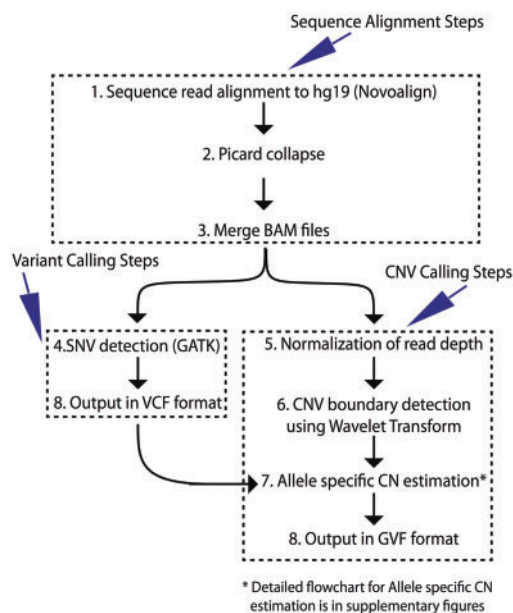 Sequence Alignment Steps
1. Sequence read alignment to hg19 (Novoalign)
2. Picard collapse
3. Merge BAM files
Variant Calling Steps
CNV Calling Steps
4.SNV detection (GATK)
8. Output in VCF format
5. Normalization of read depth
6. CNV boundary detection
using Wavelet Transform
7. Allele specific CN estimation*
8. Output in GVF format
* Detailed flowchart for Allele specific CN
estimation is in supplementary figures